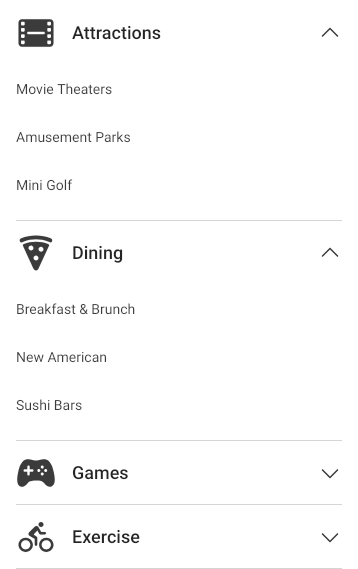 Attractions
Movie Theaters
Amusement Parks
Mini Golf
Dining
Breakfast & Brunch
New American
Sushi Bars
Games
Exercise